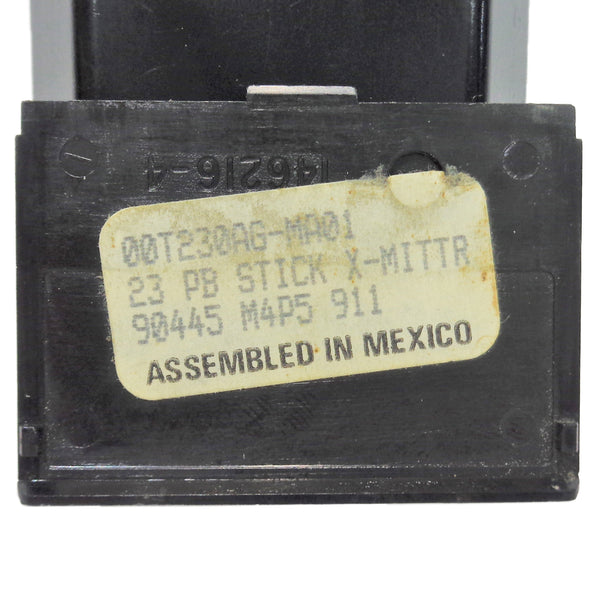 146216-4
00T230AG-MA01
23 PB STICK X-MITTR
90445 M4P5 911
ASSEMBLED IN MEXICO